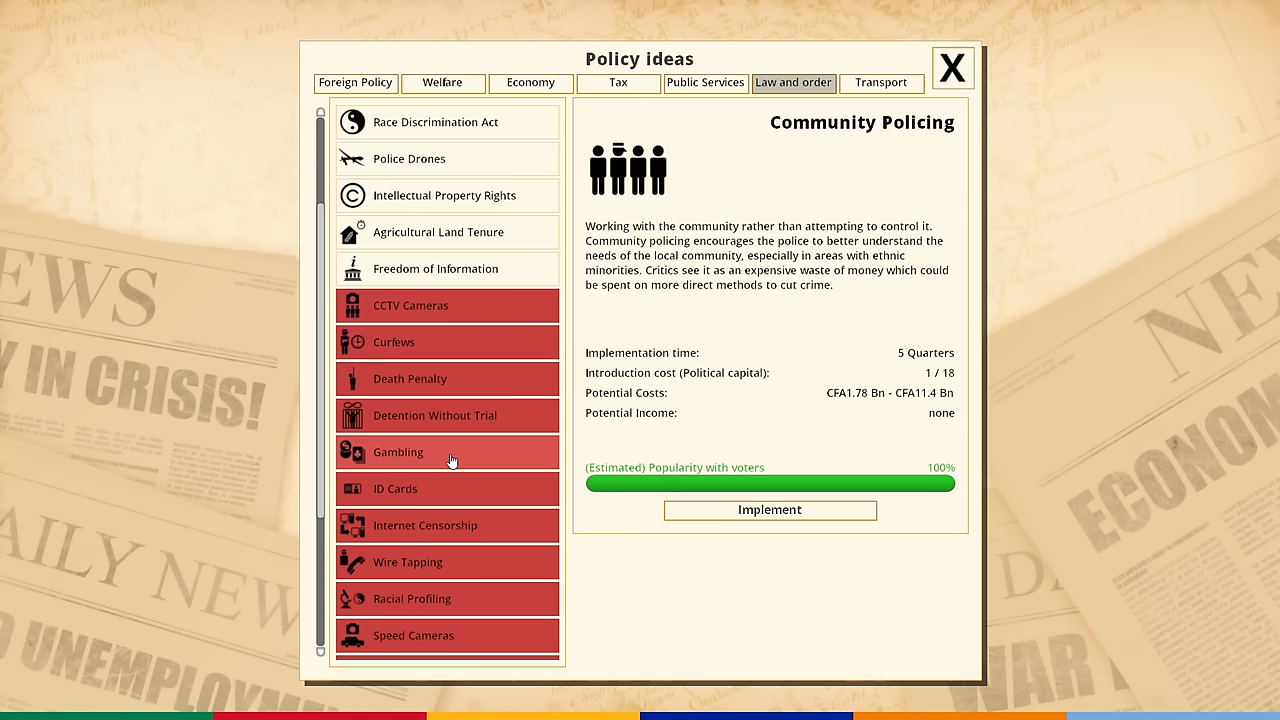 Policy ideas
X
Foreign Policy
Welfare
Economy
Tax
Public Services
Law and order
Transport
Race Discrimination Act
Police Drones
Intellectual Property Rights
Agricultural Land Tenure
Freedom of Information
CCTV Cameras
Curfews
Death Penalty
Detention Without Trial
Gambling
ID Cards
Internet Censorship
Wire Tapping
Racial Profiling
Speed Cameras
Community Policing
Working with the community rather than attempting to control it.
Community policing encourages the police to better understand the
needs of the local community, especially in areas with ethnic
minorities. Critics see it as an expensive waste of money which could
be spent on more direct methods to cut crime.
Implementation time: 5 Quarters
Introduction cost (Political capital): 1 / 18
Potential Costs: CFA1.78 Bn - CFA11.4 Bn
Potential Income: none
(Estimated) Popularity with voters 100%
Implement
EWS
Y IN CRISIS!
AILY NEW
UNEMPLOYM
NE
ECONOM
DA
WAR